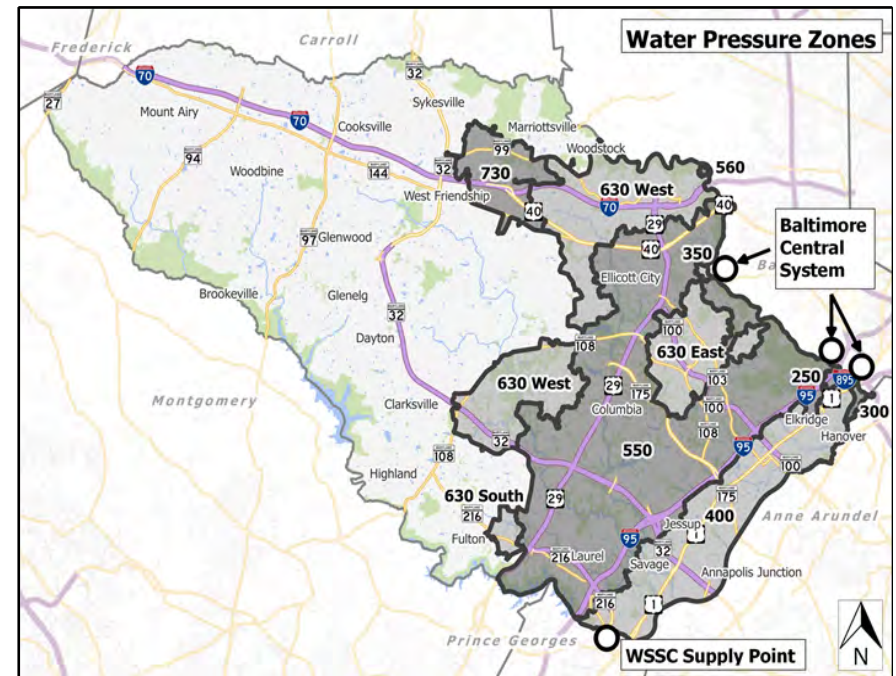 Water Pressure Zones
Frederick
Carroll
70
27
Mount Airy
70
32
Sykesville
Cooksville
Marriottsville
99
Woodstock
94
Woodbine
144
32
730
560
West Friendship
630 West
70
40
29
40
Baltimore
Central
System
97
Glenwood
40
350
Ellicott City
Brookeville
Glenelg
32
Dayton
100
108
630 East
630 West
29
175
103
250
895
95
1
Montgomery
Clarksville
Columbia
100
Elkridge
300
32
550
108
95
Hanover
108
100
Highland
630 South
29
175
Anne Arundel
216
400
Jessup
1
Fulton
95
32
216
Laurel
Savage
Annapolis Junction
216
1
Prince Georges
WSSC Supply Point
N